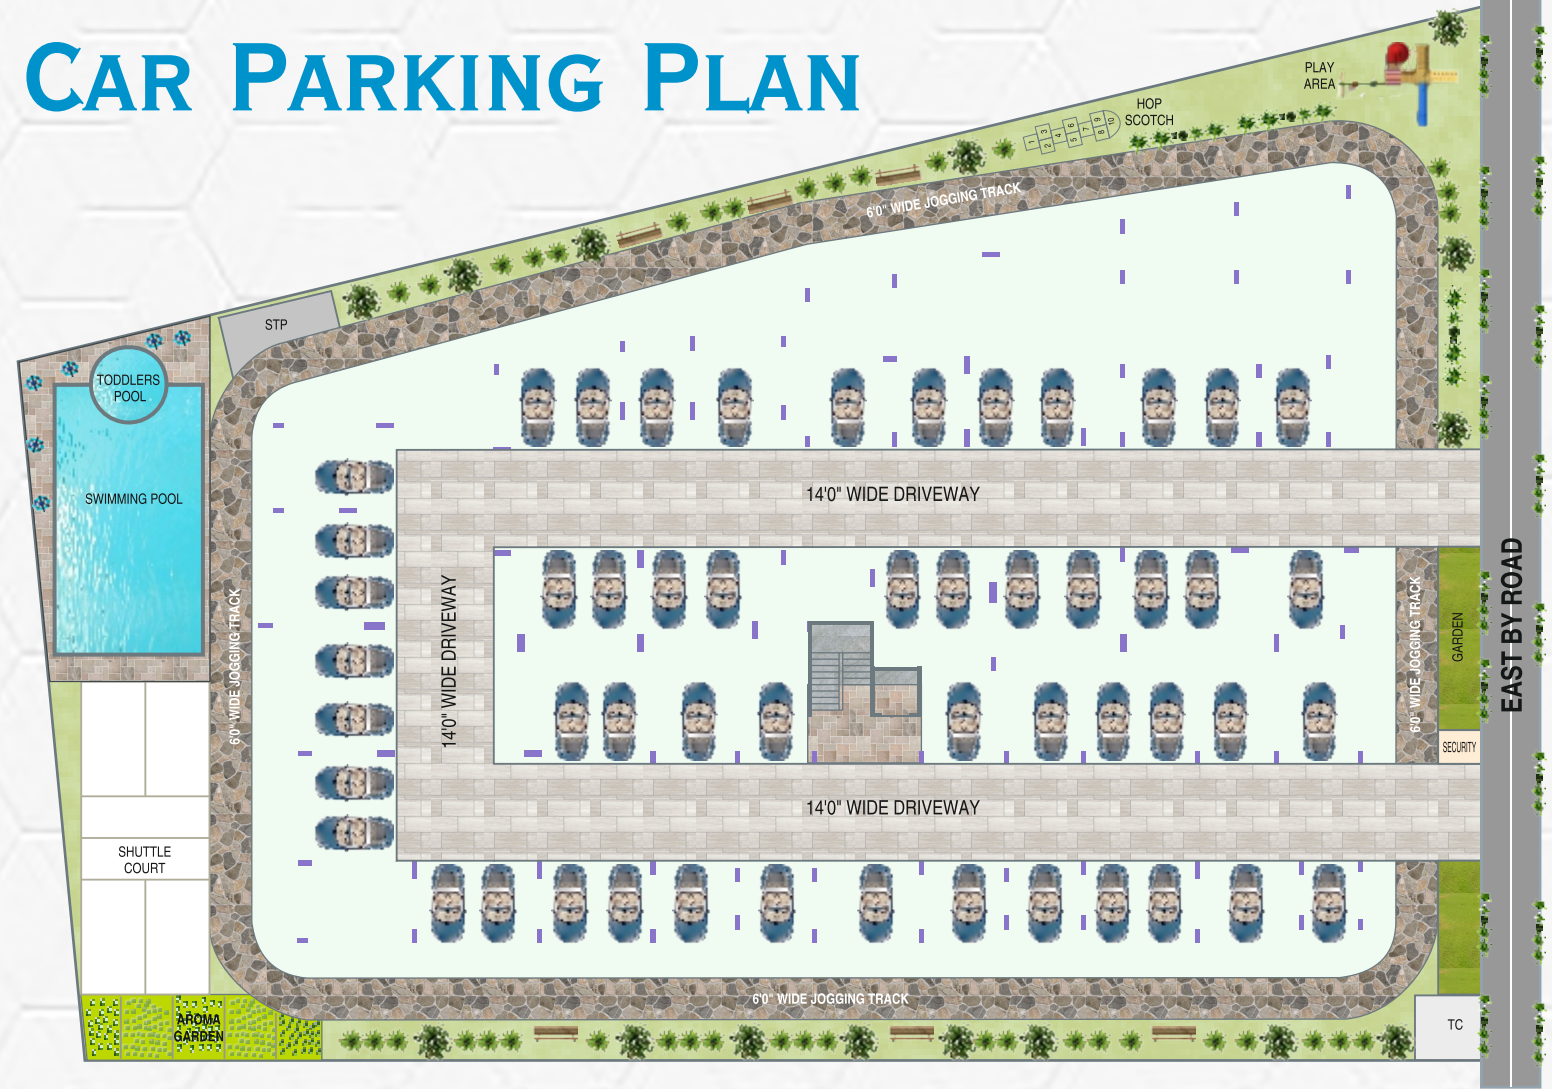 CAR PARKING PLAN
PLAY
AREA
HOP
SCOTCH
1
2
3
4
5
6
7
8
9
10
6'0" WIDE JOGGING TRACK
STP
TODDLERS
POOL
SWIMMING POOL
14'0" WIDE DRIVEWAY
6'0" WIDE JOGGING TRACK
14'0" WIDE DRIVEWAY
6'0" WIDE JOGGING TRACK
GARDEN
EAST BY ROAD
SECURITY
14'0" WIDE DRIVEWAY
SHUTTLE
COURT
6'0" WIDE JOGGING TRACK
AROMA
GARDEN
TC